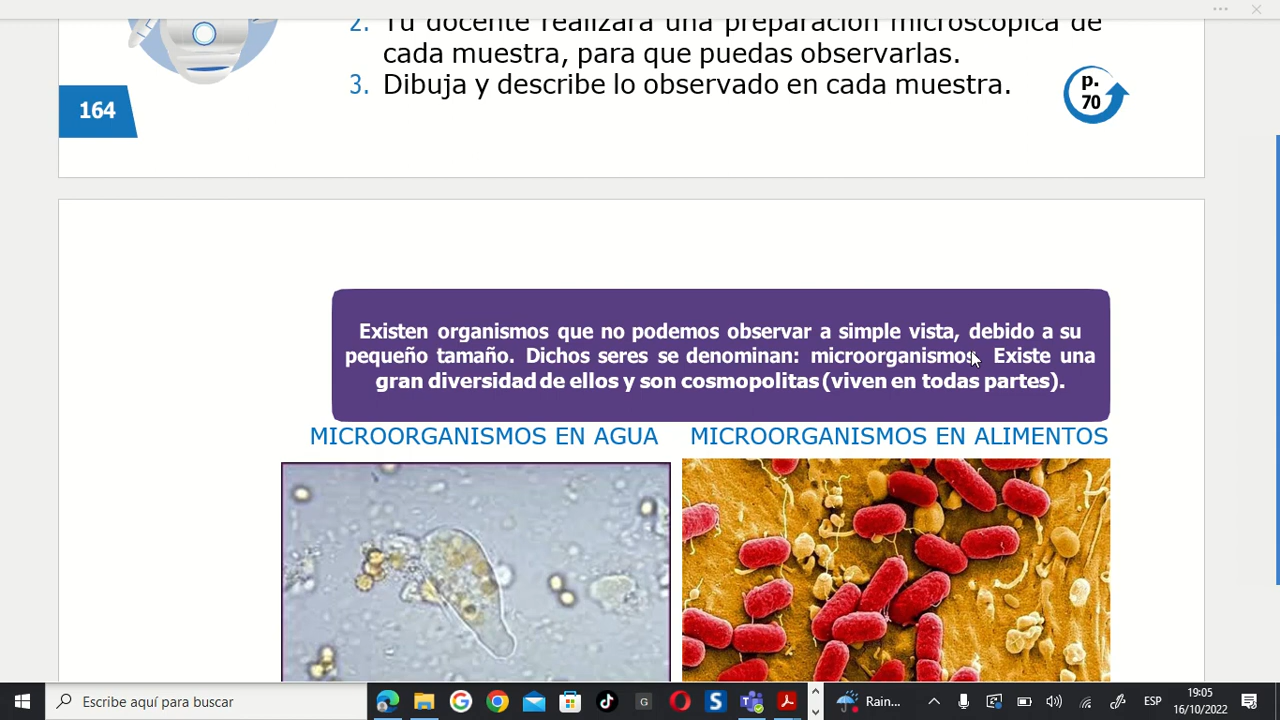 2. Tu docente realizará una preparación microscópica de
cada muestra, para que puedas observarlas.
3. Dibuja y describe lo observado en cada muestra.
p.
70
164
Existen organismos que no podemos observar a simple vista, debido a su
pequeño tamaño. Dichos seres se denominan: microorganismos. Existe una
gran diversidad de ellos y son cosmopolitas (viven en todas partes).
MICROORGANISMOS EN AGUA
MICROORGANISMOS EN ALIMENTOS
Escribe aquí para buscar
G
S
Rain...
ESP
19:05
16/10/2022